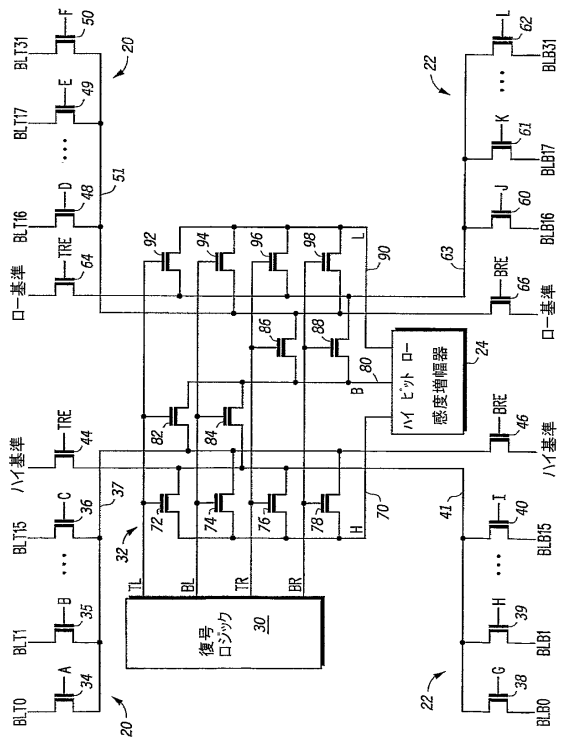 BLT0
A
34
20
BLT1
B
35
BLT15
C
36
37
ハイ基準
TRE
44
ロー基準
TRE
64
BLT16
D
48
51
BLT17
E
49
BLT31
F
50
20
32
TL
BL
TR
BR
復号
ロジック
30
72
74
76
78
H
70
82
84
86
88
B
80
92
94
96
98
L
90
ハイ ビット ロー
感度増幅器
24
22
G
38
BLB0
H
39
BLB1
41
I
40
BLB15
BRE
46
ハイ基準
BRE
66
ロー基準
63
J
60
BLB16
K
61
BLB17
22
L
62
BLB31